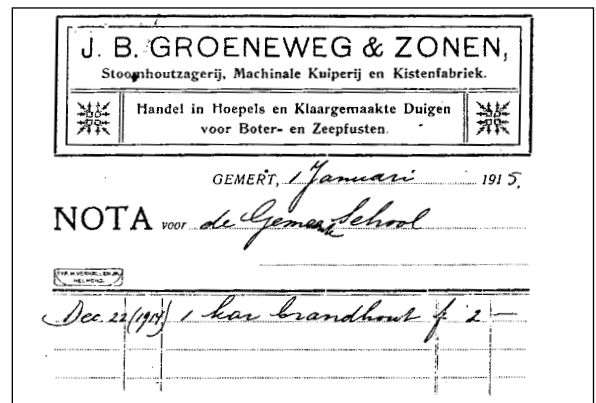 J. B. GROENEWEG & ZONEN,
Stoomhoutzagerij, Machinale Kuiperij en Kistenfabriek.
Handel in Hoepels en Klaargemaakte Duigen
voor Boter- en Zeepfusten.
GEMERT, 1 Januari 1915.
NOTA voor de School
HELMOND.
Dec. 22 (1914) 1 kar brandhout f 2 —